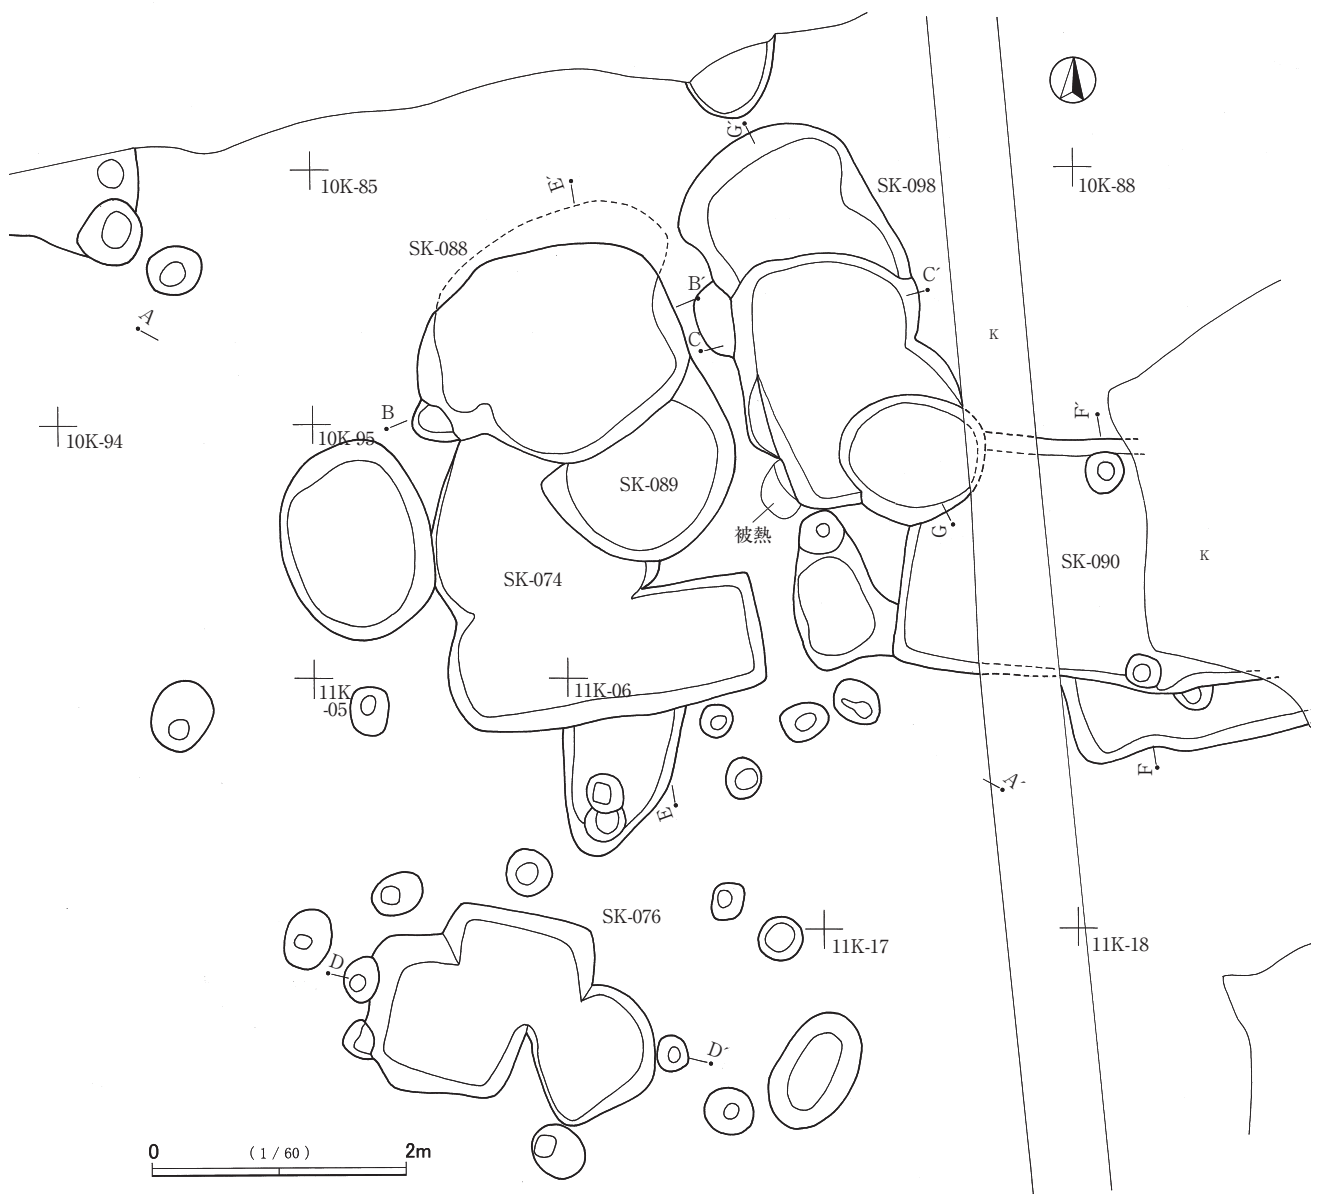 G´
10K-85
SK-098
10K-88
E´
SK-088
B´
C´
A
C
K
B
F´
10K-94
10K-95
SK-089
被熱
G
SK-090
K
SK-074
11K
-05
11K-06
A´
F
E
SK-076
11K-17
11K-18
D
D´
0
(1/60)
2m